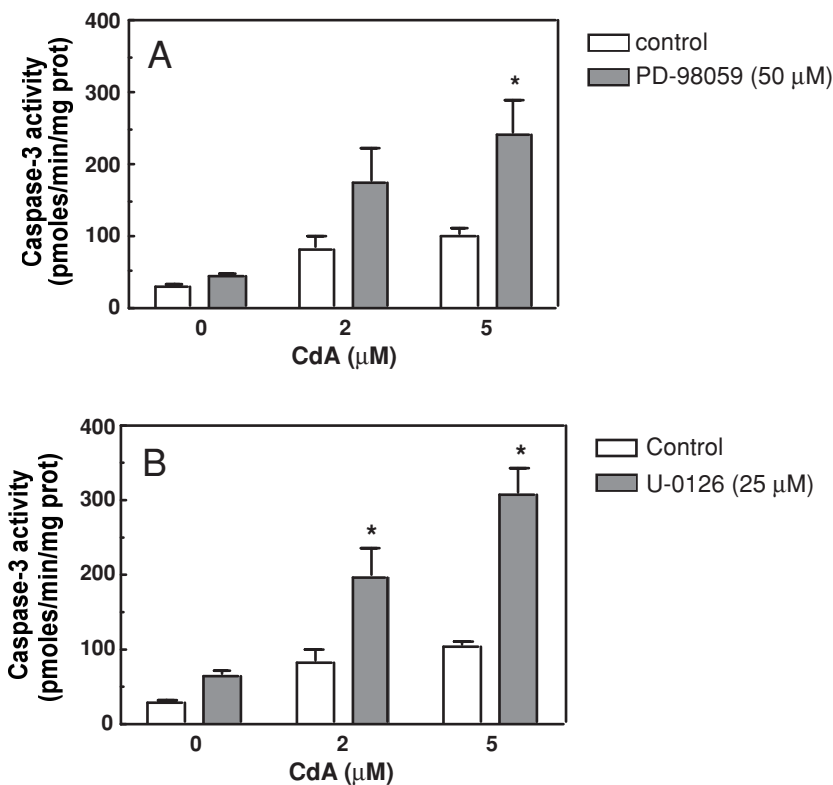 A
Caspase-3 activity
(pmoles/min/mg prot)
400
300
200
100
0
*
0 2 5
CdA (μM)
control
PD-98059 (50 μM)
B
Caspase-3 activity
(pmoles/min/mg prot)
400
300
200
100
0
* *
0 2 5
CdA (μM)
Control
U-0126 (25 μM)